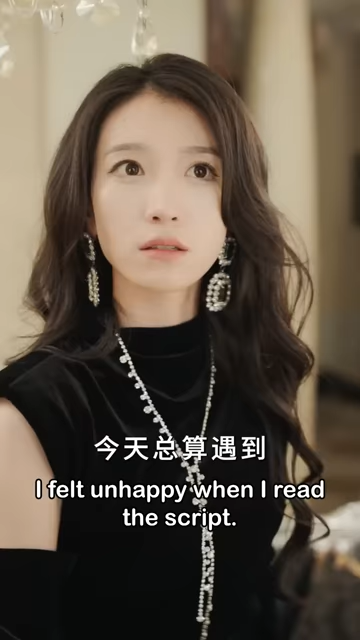 今天总算遇到
I felt unhappy when I read
the script.